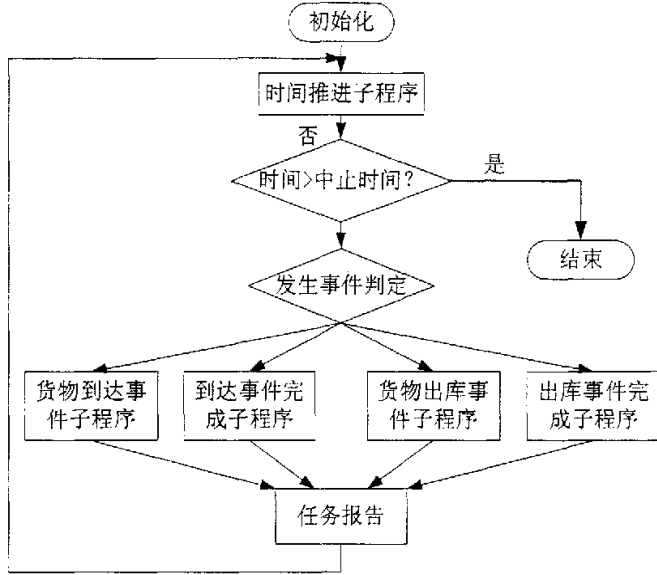 初始化
时间推进子程序
否
时间>中止时间?
是
结束
发生事件判定
货物到达事
件子程序
到达事件完
成子程序
货物出库事
件子程序
出库事件完
成子程序
任务报告